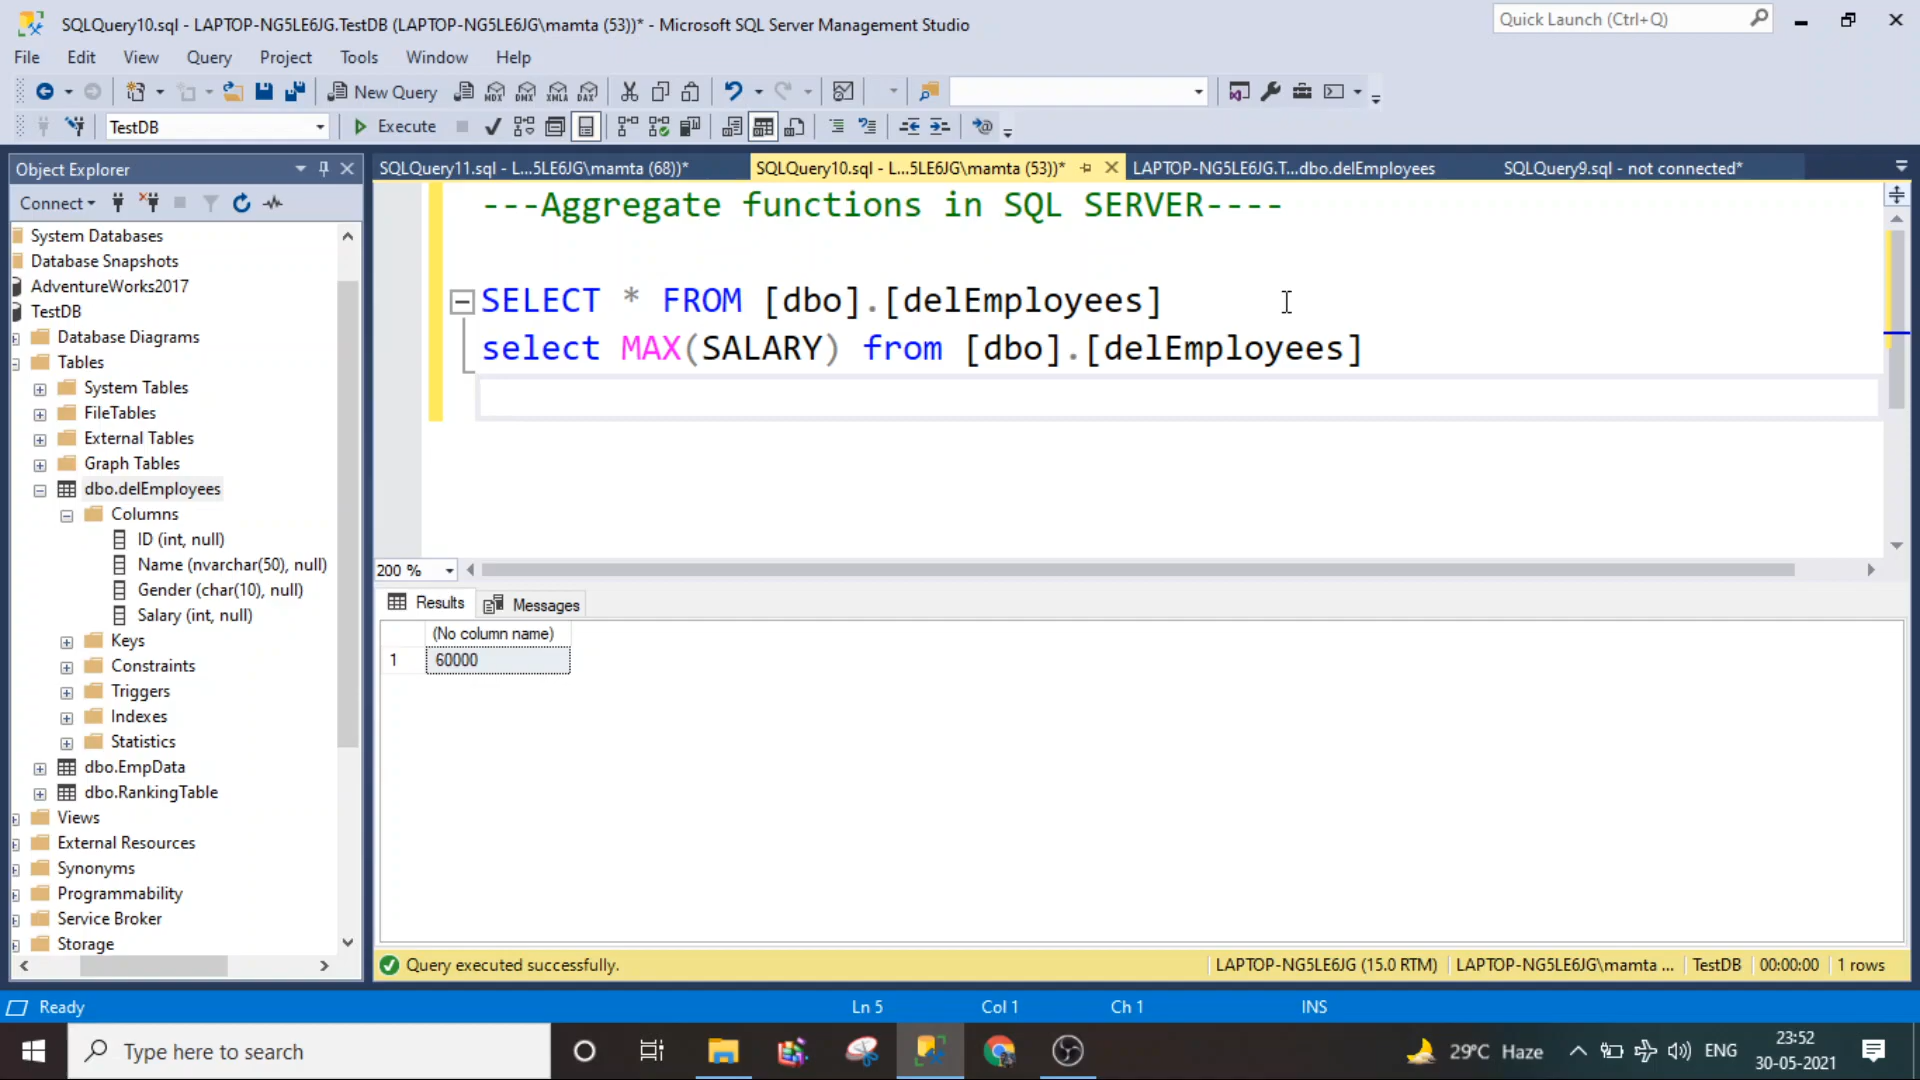 SQLQuery10.sql - LAPTOP-NG5LE6JG.TestDB (LAPTOP-NG5LE6JG\mamta (53))* - Microsoft SQL Server Management Studio
Quick Launch (Ctrl+Q)
File Edit View Query Project Tools Window Help
New Query MDX DMX XMLA DAX
TestDB Execute
Object Explorer
SQLQuery11.sql - L...5LE6JG\mamta (68))* SQLQuery10.sql - L...5LE6JG\mamta (53))* LAPTOP-NG5LE6JG.T...dbo.delEmployees SQLQuery9.sql - not connected*
Connect
System Databases
Database Snapshots
AdventureWorks2017
TestDB
Database Diagrams
Tables
System Tables
FileTables
External Tables
Graph Tables
dbo.delEmployees
Columns
ID (int, null)
Name (nvarchar(50), null)
Gender (char(10), null)
Salary (int, null)
Keys
Constraints
Triggers
Indexes
Statistics
dbo.EmpData
dbo.RankingTable
Views
External Resources
Synonyms
Programmability
Service Broker
Storage
---Aggregate functions in SQL SERVER----
SELECT * FROM [dbo].[delEmployees]
select MAX(SALARY) from [dbo].[delEmployees]
200 %
Results Messages
(No column name)
1 60000
Query executed successfully. LAPTOP-NG5LE6JG (15.0 RTM) LAPTOP-NG5LE6JG\mamta ... TestDB 00:00:00 1 rows
Ready Ln 5 Col 1 Ch 1 INS
Type here to search
29°C Haze ENG
23:52
30-05-2021